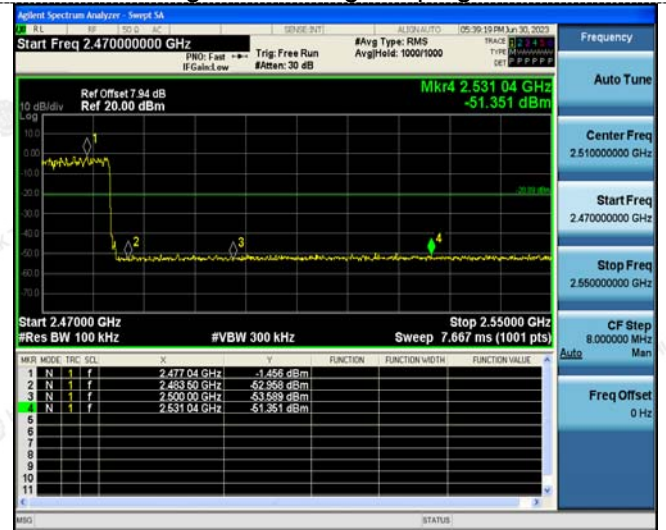 Agilent Spectrum Analyzer - Swept SA
RL RF 50 Ω AC SENSE:INT ALIGN AUTO 05:39:19 PM Jun 30, 2023
Start Freq 2.470000000 GHz
PNO: Fast
IFGain:Low
Trig: Free Run
#Atten: 30 dB
#Avg Type: RMS
Avg|Hold: 1000/1000
TRACE 1 2 3 4 5 6
TYPE
DET P P P P P P
Frequency
Mkr4 2.531 04 GHz
-51.351 dBm
Ref Offset 7.94 dB
10 dB/div Ref 20.00 dBm
Log
10.0
0.00
-10.0
-20.0
-30.0
-40.0
-50.0
-60.0
-70.0
1
2
3
4
Start 2.47000 GHz
Stop 2.55000 GHz
#Res BW 100 kHz #VBW 300 kHz Sweep 7.667 ms (1001 pts)
MKR MODE TRC SCL X Y FUNCTION FUNCTION WIDTH FUNCTION VALUE
1 N 1 f 2.477 04 GHz -1.456 dBm
2 N 1 f 2.483 50 GHz -52.958 dBm
3 N 1 f 2.500 00 GHz -53.589 dBm
4 N 1 f 2.531 04 GHz -51.351 dBm
5
6
7
8
9
10
11
MSG STATUS
Auto Tune
Center Freq
2.510000000 GHz
Start Freq
2.470000000 GHz
Stop Freq
2.550000000 GHz
CF Step
8.000000 MHz
Auto Man
Freq Offset
0 Hz